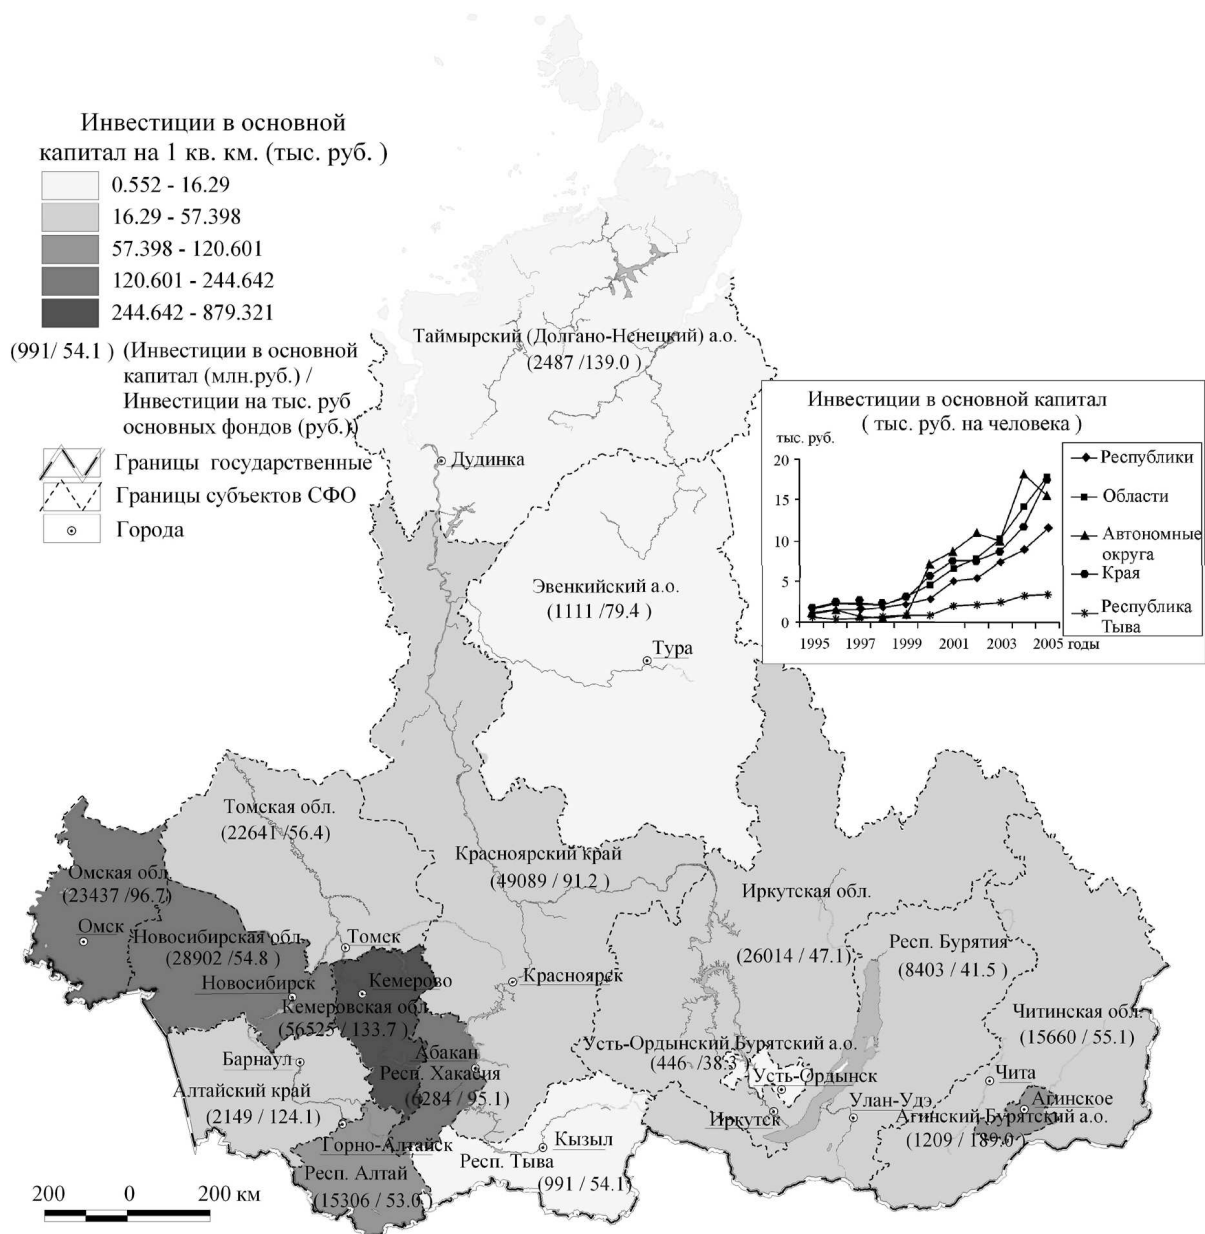 Инвестиции в основной
капитал на 1 кв. км. (тыс. руб. )
0.552 - 16.29
16.29 - 57.398
57.398 - 120.601
120.601 - 244.642
244.642 - 879.321
(991/ 54.1 ) (Инвестиции в основной
капитал (млн.руб.) /
Инвестиции на тыс. руб
основных фондов (руб.))
Границы государственные
Границы субъектов СФО
Города
Таймырский (Долгано-Ненецкий) а.о.
(2487 /139.0 )
Дудинка
Инвестиции в основной капитал
( тыс. руб. на человека )
тыс. руб.
20
15
10
5
0
1995 1997 1999 2001 2003 2005 годы
Республики
Области
Автономные
округа
Края
Республика
Тыва
Эвенкийский а.о.
(1111 /79.4 )
Тура
Томская обл.
(22641 /56.4 )
Красноярский край
(49089 / 91.2 )
Омская обл.
(23437 /96.7)
Омск
Новосибирская обл.
(28902 /54.8 )
Новосибирск
Томск
Кемерово
Кемеровская обл.
(56525 / 133.7 )
Красноярск
Иркутская обл.
(26014 / 47.1)
Респ. Бурятия
(8403 / 41.5 )
Читинская обл.
(15660 / 55.1)
Барнаул
Алтайский край
(2149 / 124.1)
Абакан
Респ. Хакасия
(6284 / 95.1)
Усть-Ордынский Бурятский а.о.
(446 /38.3
Усть-Ордынск
Иркутск
Улан-Удэ
Чита
Агинское
Агинский Бурятский а.о.
(1209 / 189.0 )
Горно-Алтайск
Респ. Алтай
(15306 / 53.0 )
Кызыл
Респ. Тыва
(991 / 54.1)
200 0 200 км